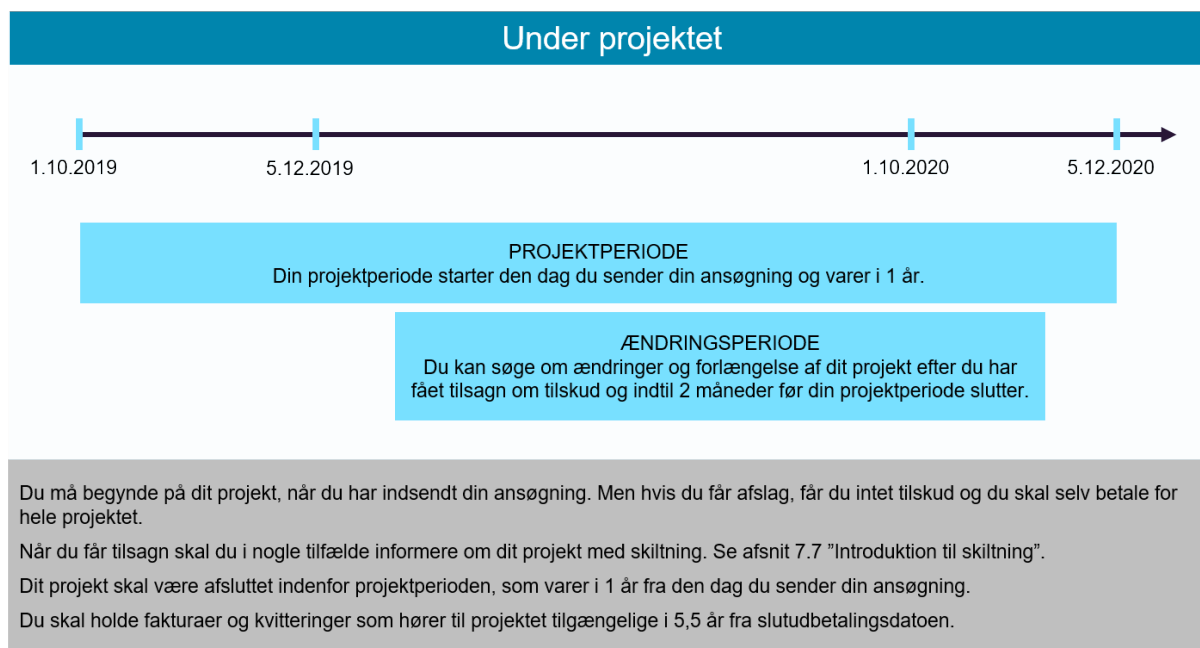 Under projektet
1.10.2019
5.12.2019
1.10.2020
5.12.2020
PROJEKTPERIODE
Din projektperiode starter den dag du sender din ansøgning og varer i 1 år.
ÆNDRINGSPERIODE
Du kan søge om ændringer og forlængelse af dit projekt efter du har
fået tilsagn om tilskud og indtil 2 måneder før din projektperiode slutter.
Du må begynde på dit projekt, når du har indsendt din ansøgning. Men hvis du får afslag, får du intet tilskud og du skal selv betale for
hele projektet.
Når du får tilsagn skal du i nogle tilfælde informere om dit projekt med skiltning. Se afsnit 7.7 ”Introduktion til skiltning”.
Dit projekt skal være afsluttet indenfor projektperioden, som varer i 1 år fra den dag du sender din ansøgning.
Du skal holde fakturaer og kvitteringer som hører til projektet tilgængelige i 5,5 år fra slutudbetalingsdatoen.